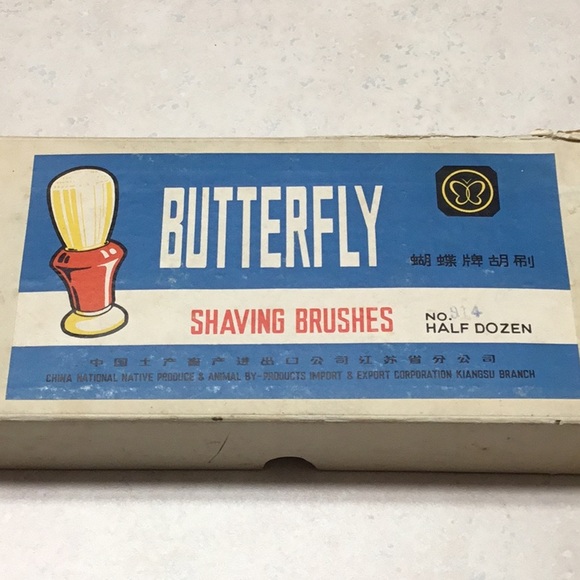 BUTTERFLY
蝴蝶牌胡刷
SHAVING BRUSHES
NO. 914
HALF DOZEN
中国土产畜产进出口公司江苏省分公司
CHINA NATIONAL NATIVE PRODUCE & ANIMAL BY-PRODUCTS IMPORT & EXPORT CORPORATION KIANGSU BRANCH